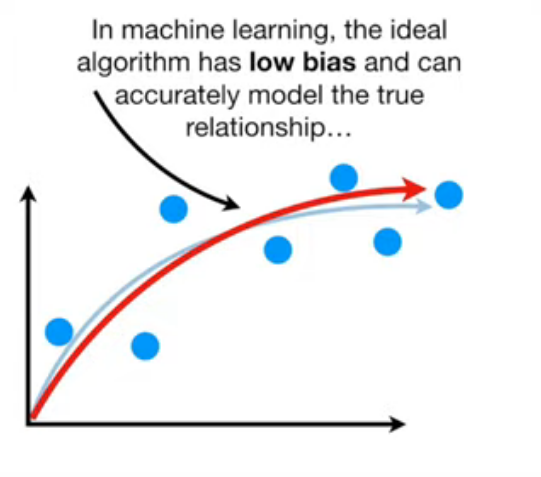 In machine learning, the ideal
algorithm has low bias and can
accurately model the true
relationship…